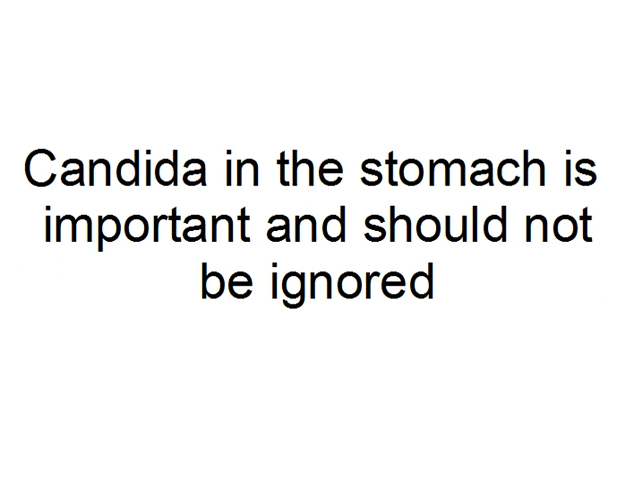 Candida in the stomach is
important and should not
be ignored